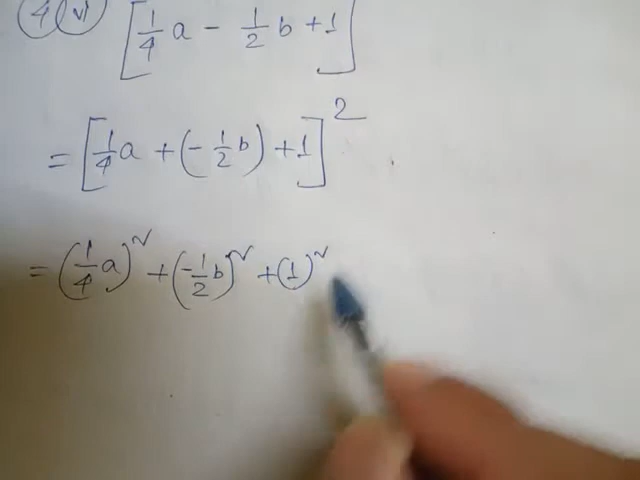 4 vi [1/4 a - 1/2 b + 1]
= [1/4 a + (-1/2 b) + 1]²
= (1/4 a)² + (-1/2 b)² + (1)²